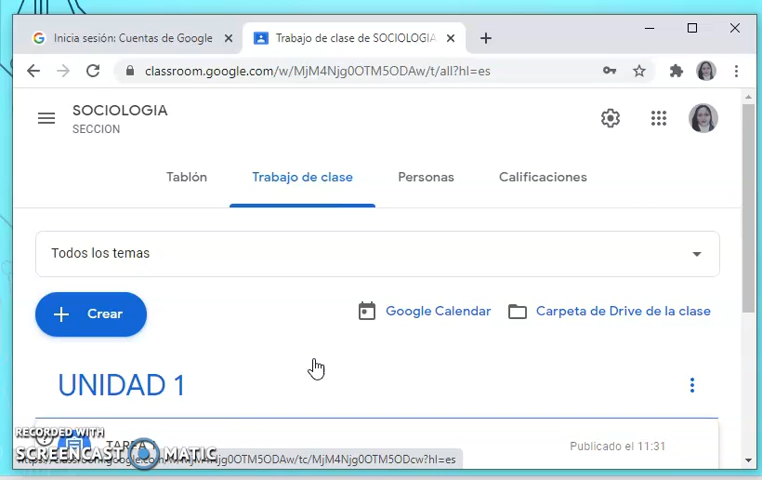 Inicia sesión: Cuentas de Google
Trabajo de clase de SOCIOLOGIA
classroom.google.com/w/MjM4Njg0OTM5ODAw/t/all?hl=es
SOCIOLOGIA
SECCION
Tablón
Trabajo de clase
Personas
Calificaciones
Todos los temas
Crear
Google Calendar
Carpeta de Drive de la clase
UNIDAD 1
TAREA
Publicado el 11:31
RECORDED WITH
SCREENCAST MATIC